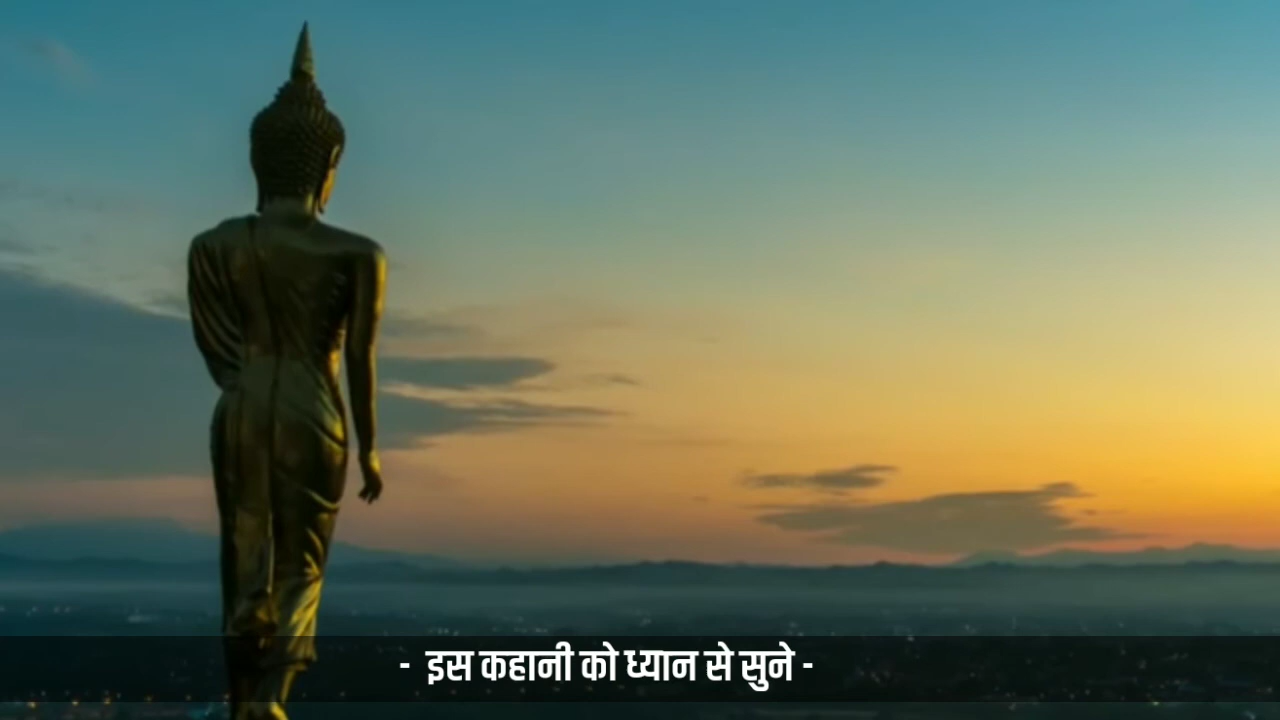 - इस कहानी को ध्यान से सुने -